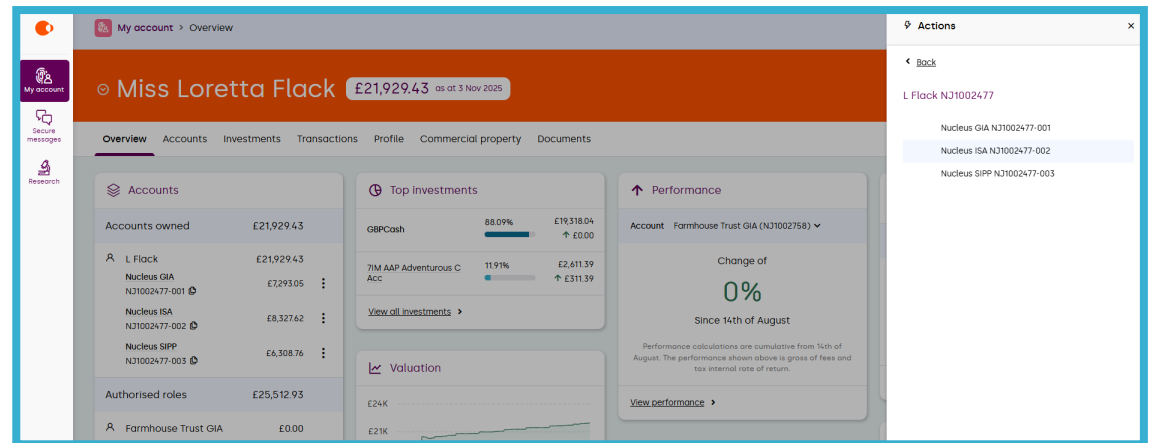 My account > Overview
My account
Secure messages
Research
Miss Loretta Flack £21,929.43 as at 3 Nov 2025
Overview Accounts Investments Transactions Profile Commercial property Documents
Accounts
Accounts owned £21,929.43
L Flack £21,929.43
Nucleus GIA
NJ1002477-001 £7,293.05
Nucleus ISA
NJ1002477-002 £8,327.62
Nucleus SIPP
NJ1002477-003 £6,308.76
Authorised roles £25,512.93
Farmhouse Trust GIA £0.00
Top investments
GBPCash 88.09% £19,318.04
£0.00
7IM AAP Adventurous C Acc 11.91% £2,611.39
£311.39
View all investments >
Valuation
£24K
£21K
Performance
Account Farmhouse Trust GIA (NJ1002758)
Change of
0%
Since 14th of August
Performance calculations are cumulative from 14th of
August. The performance shown above is gross of fees and
tax internal rate of return.
View performance >
Actions ×
Back
L Flack NJ1002477
Nucleus GIA NJ1002477-001
Nucleus ISA NJ1002477-002
Nucleus SIPP NJ1002477-003